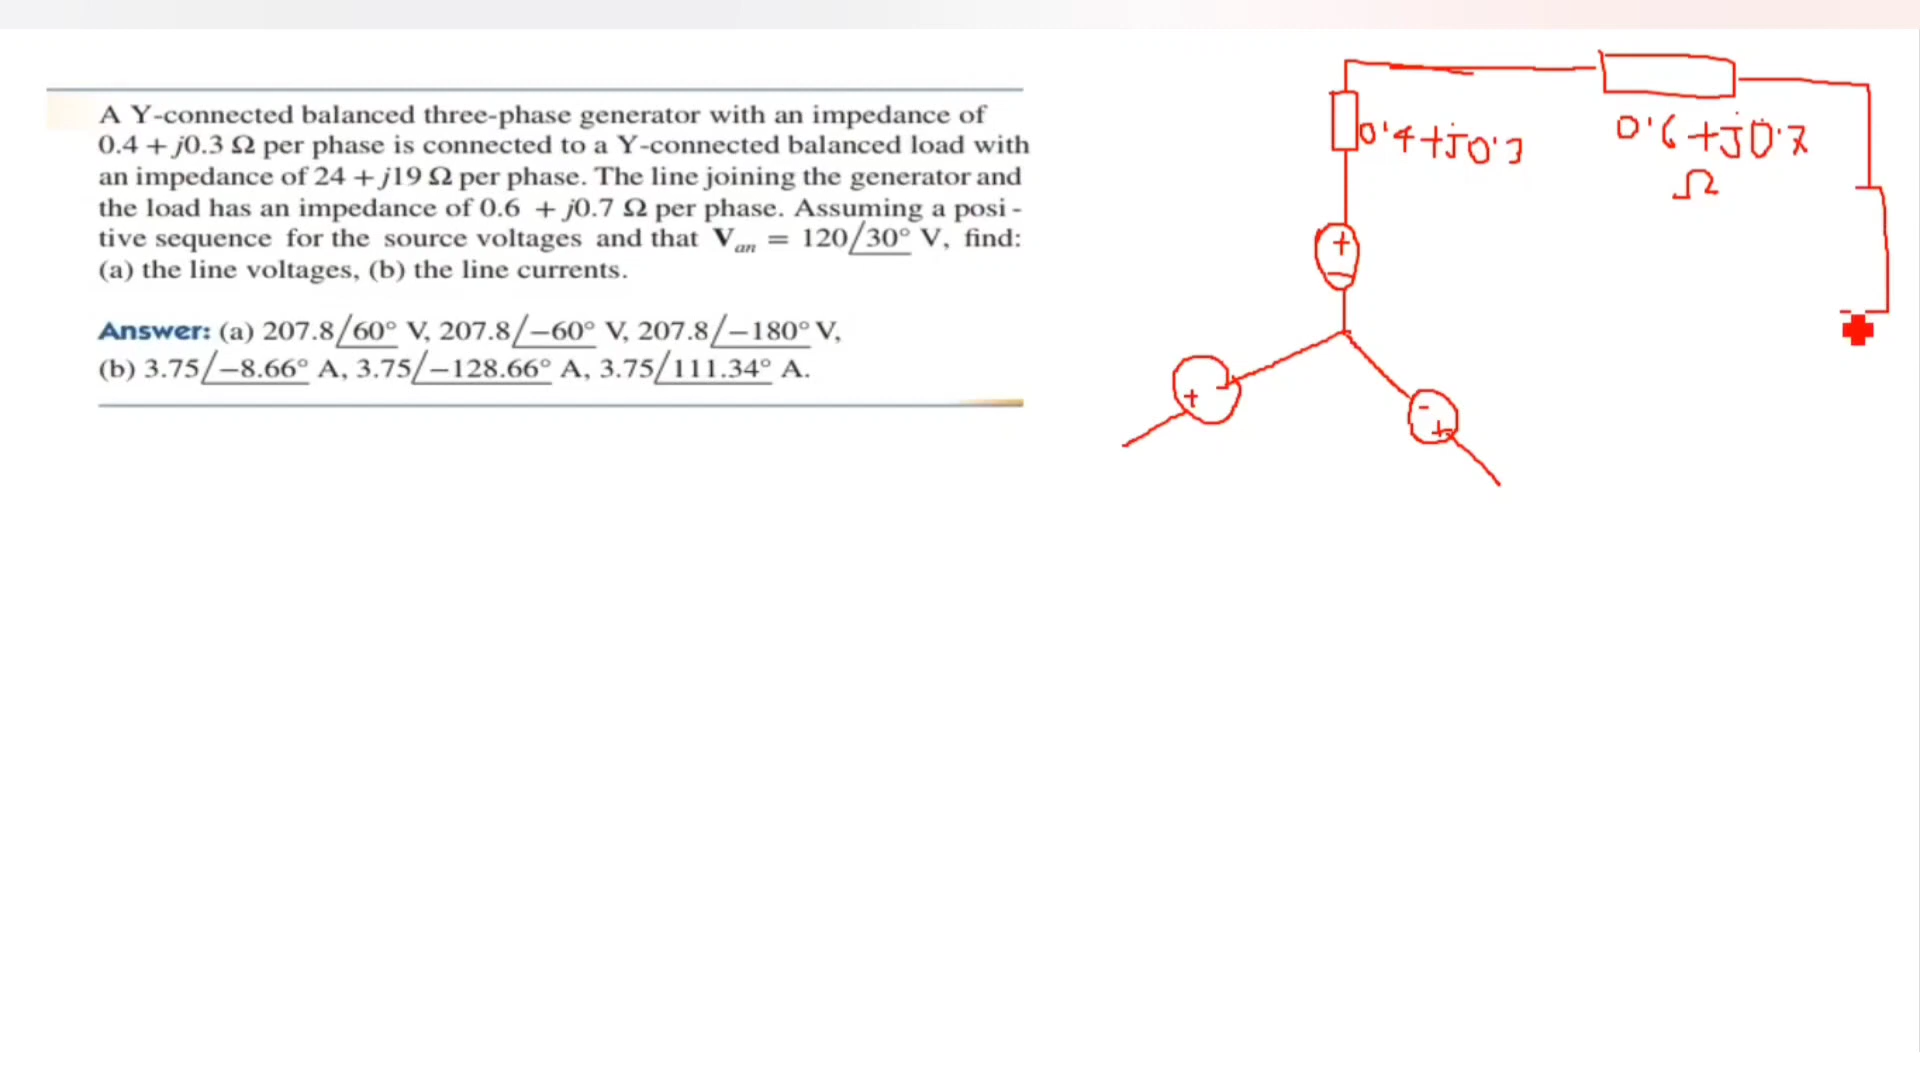 A Y-connected balanced three-phase generator with an impedance of
0.4 + j0.3 Ω per phase is connected to a Y-connected balanced load with
an impedance of 24 + j19 Ω per phase. The line joining the generator and
the load has an impedance of 0.6 + j0.7 Ω per phase. Assuming a posi-
tive sequence for the source voltages and that Van = 120/30° V, find:
(a) the line voltages, (b) the line currents.
Answer: (a) 207.8/60° V, 207.8/−60° V, 207.8/−180° V,
(b) 3.75/−8.66° A, 3.75/−128.66° A, 3.75/111.34° A.
0.4+j0.3
0.6+j0.7
Ω
+
−
−
+
−
+